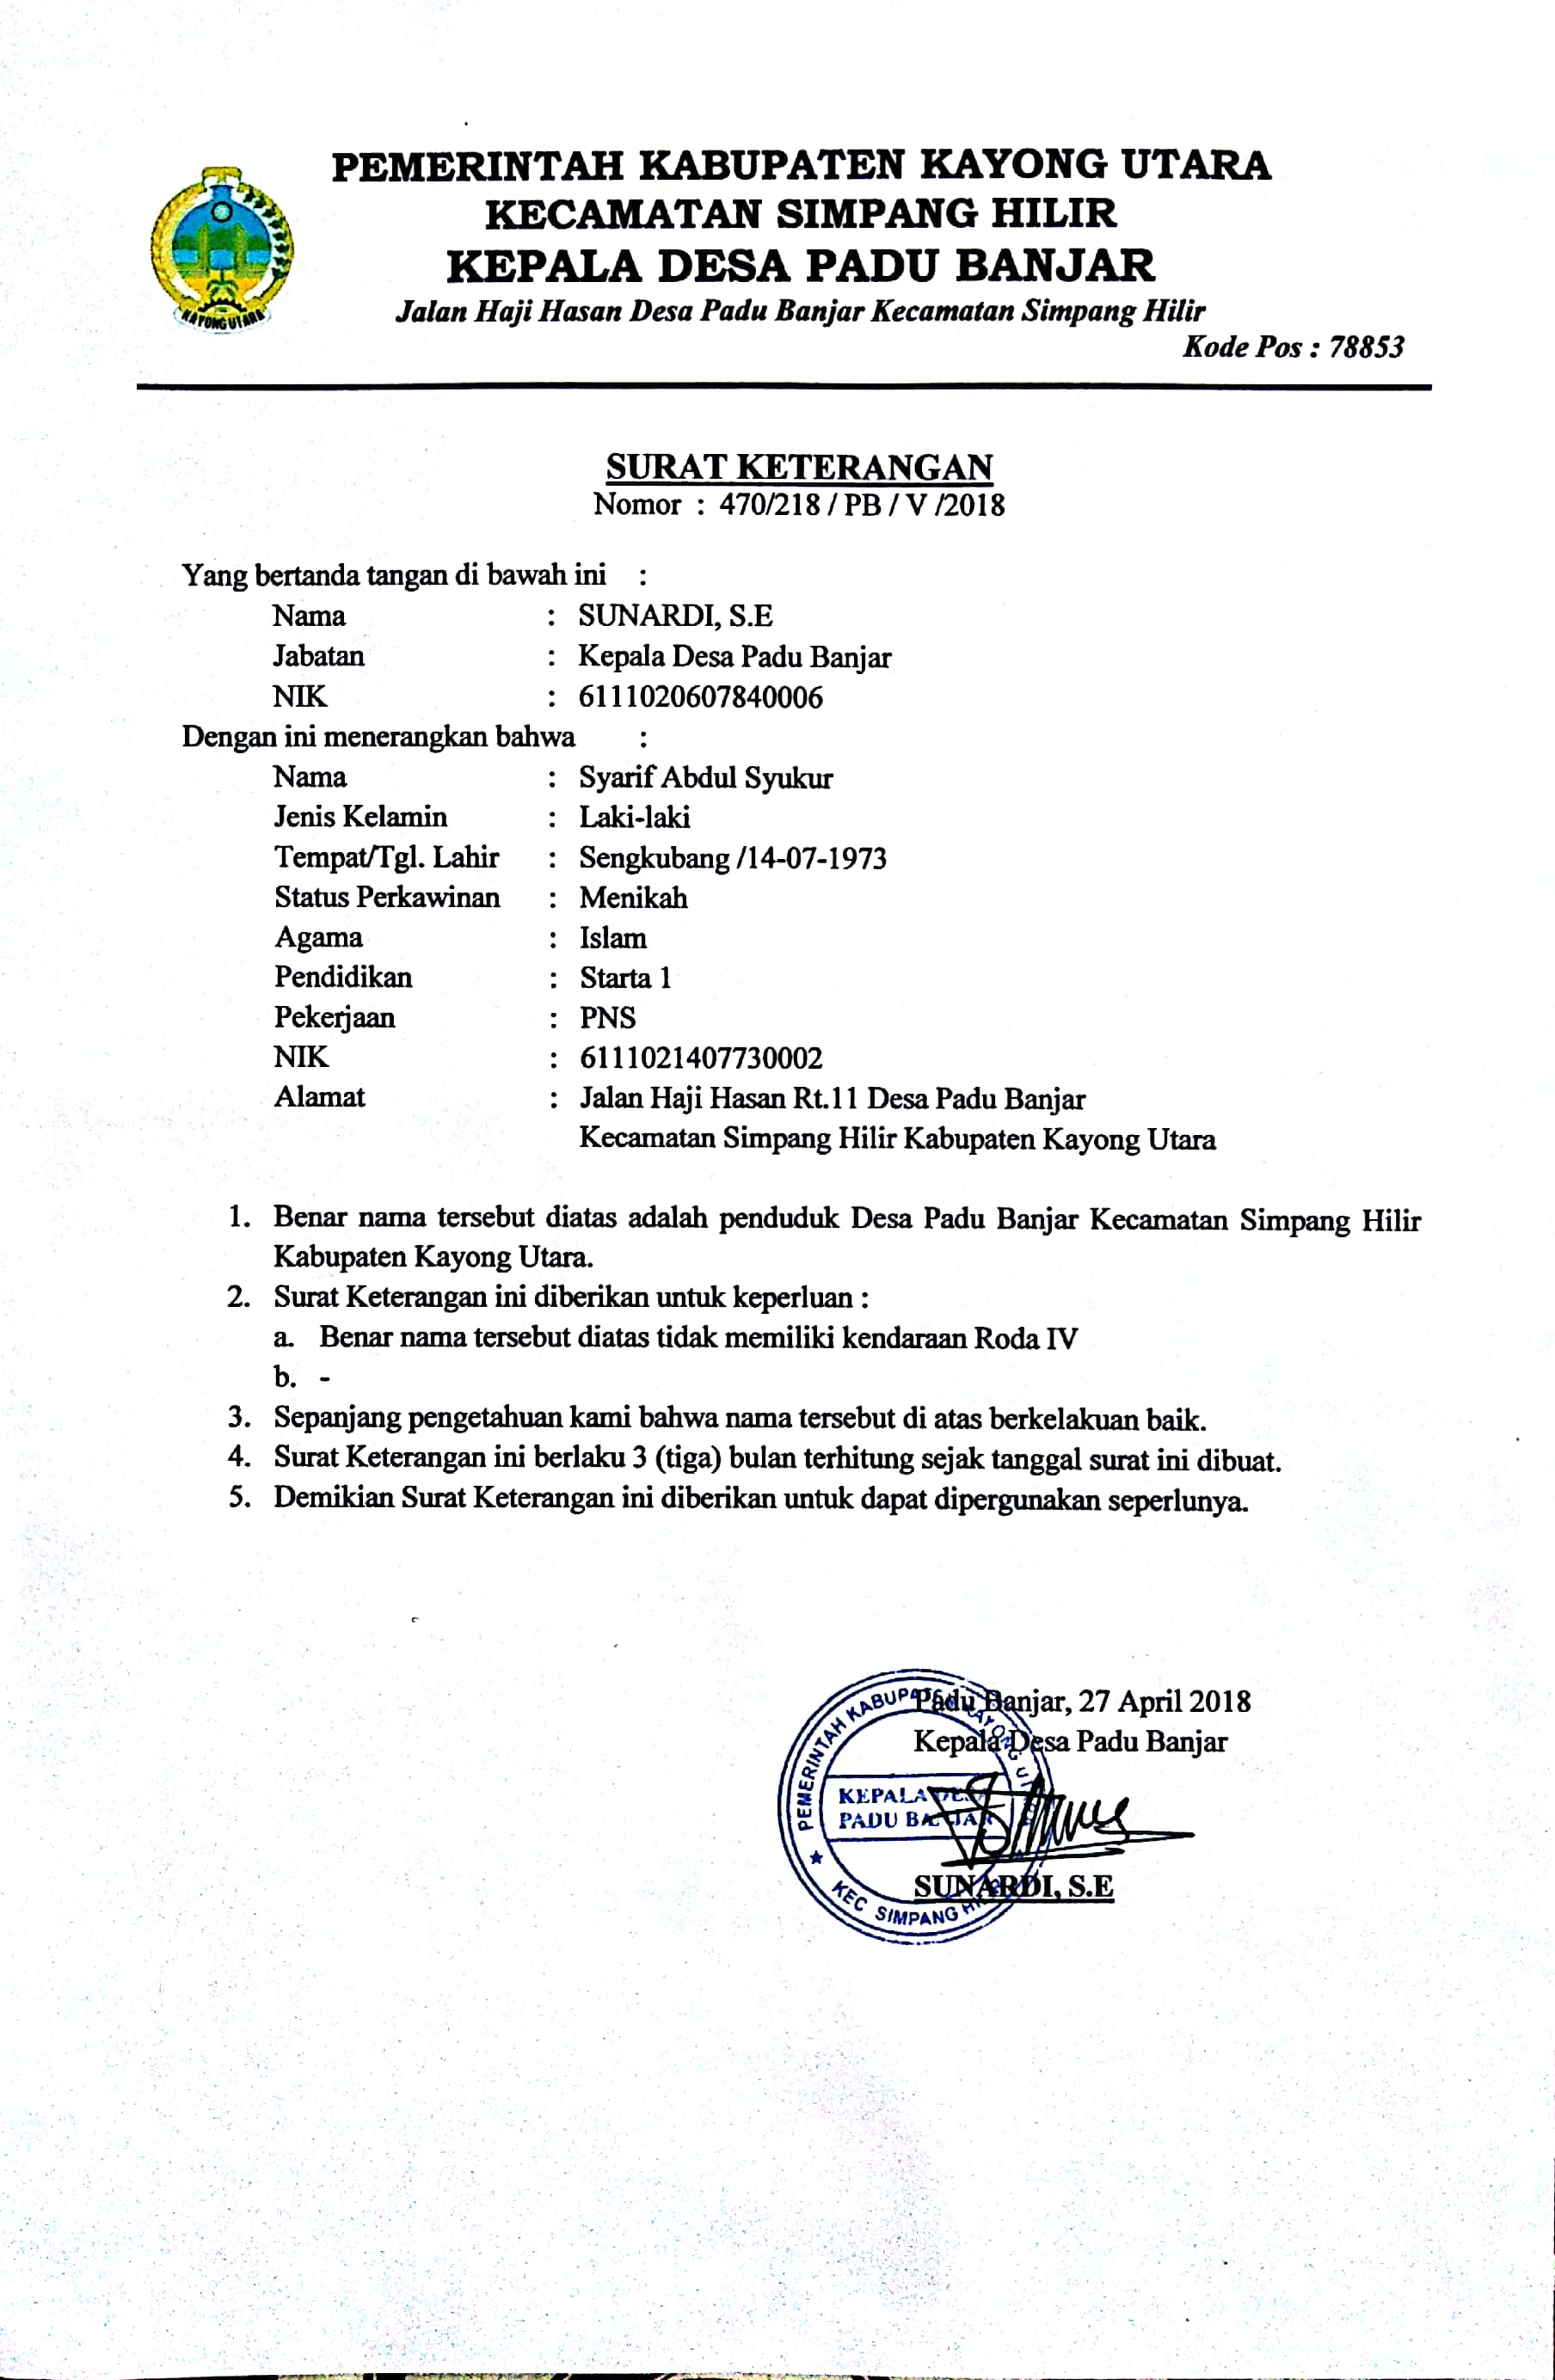 PEMERINTAH KABUPATEN KAYONG UTARA
KECAMATAN SIMPANG HILIR
KEPALA DESA PADU BANJAR
Jalan Haji Hasan Desa Padu Banjar Kecamatan Simpang Hilir
Kode Pos : 78853
KAYONG UTARA
SURAT KETERANGAN
Nomor : 470/218 / PB / V /2018
Yang bertanda tangan di bawah ini :
Nama : SUNARDI, S.E
Jabatan : Kepala Desa Padu Banjar
NIK : 6111020607840006
Dengan ini menerangkan bahwa :
Nama : Syarif Abdul Syukur
Jenis Kelamin : Laki-laki
Tempat/Tgl. Lahir : Sengkubang /14-07-1973
Status Perkawinan : Menikah
Agama : Islam
Pendidikan : Starta 1
Pekerjaan : PNS
NIK : 6111021407730002
Alamat : Jalan Haji Hasan Rt.11 Desa Padu Banjar
Kecamatan Simpang Hilir Kabupaten Kayong Utara
1. Benar nama tersebut diatas adalah penduduk Desa Padu Banjar Kecamatan Simpang Hilir
Kabupaten Kayong Utara.
2. Surat Keterangan ini diberikan untuk keperluan :
a. Benar nama tersebut diatas tidak memiliki kendaraan Roda IV
b. -
3. Sepanjang pengetahuan kami bahwa nama tersebut di atas berkelakuan baik.
4. Surat Keterangan ini berlaku 3 (tiga) bulan terhitung sejak tanggal surat ini dibuat.
5. Demikian Surat Keterangan ini diberikan untuk dapat dipergunakan seperlunya.
Padu Banjar, 27 April 2018
Kepala Desa Padu Banjar
PEMERINTAH KABUPATEN KAYONG UTARA
KEPALA DESA
PADU BANJAR
KEC SIMPANG HILIR
SUNARDI, S.E